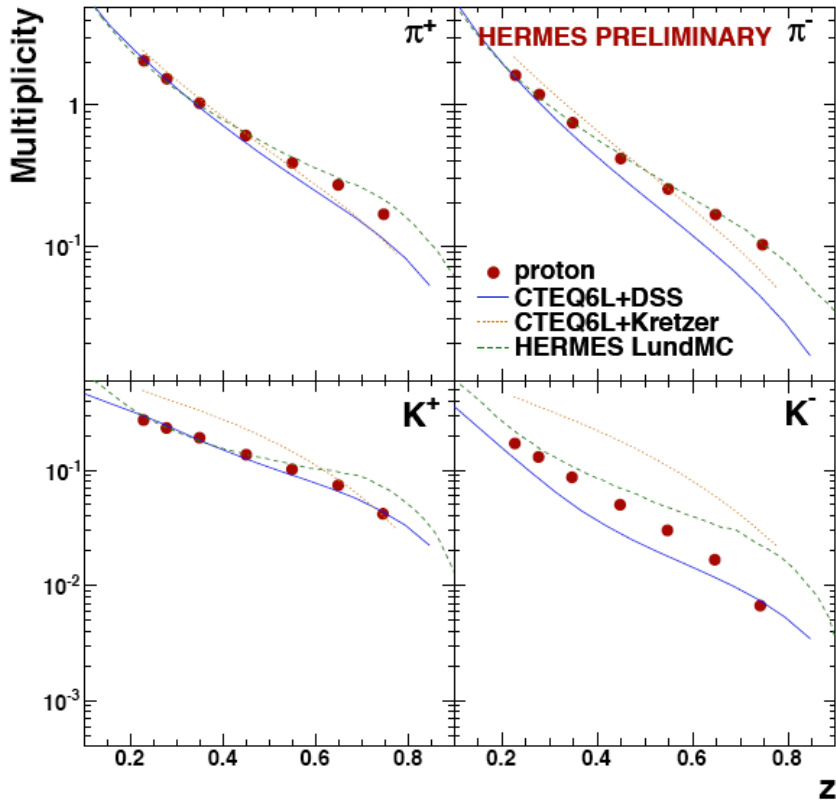 Multiplicity
π+
HERMES PRELIMINARY
π-
1
10-1
proton
CTEQ6L+DSS
CTEQ6L+Kretzer
HERMES LundMC
K+
K-
10-1
10-2
10-3
0.2 0.4 0.6 0.8 0.2 0.4 0.6 0.8
z